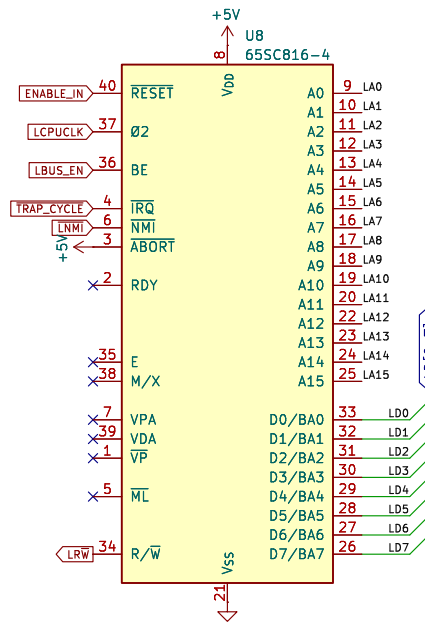 +5V
U8
65SC816-4
8
VDD
ENABLE_IN 40 RESET
A0 9 LA0
A1 10 LA1
LCPUCLK 37 Ø2
A2 11 LA2
A3 12 LA3
LBUS_EN 36 BE
A4 13 LA4
A5 14 LA5
TRAP_CYCLE 4 IRQ
A6 15 LA6
LNMI 6 NMI
A7 16 LA7
+5V 3 ABORT
A8 17 LA8
A9 18 LA9
2 RDY
A10 19 LA10
A11 20 LA11
A12 22 LA12
A13 23 LA13
35 E
A14 24 LA14
38 M/X
A15 25 LA15
7 VPA
D0/BA0 33 LD0
39 VDA
D1/BA1 32 LD1
1 VP
D2/BA2 31 LD2
D3/BA3 30 LD3
5 ML
D4/BA4 29 LD4
D5/BA5 28 LD5
D6/BA6 27 LD6
LRW 34 R/W
D7/BA7 26 LD7
VSS
21